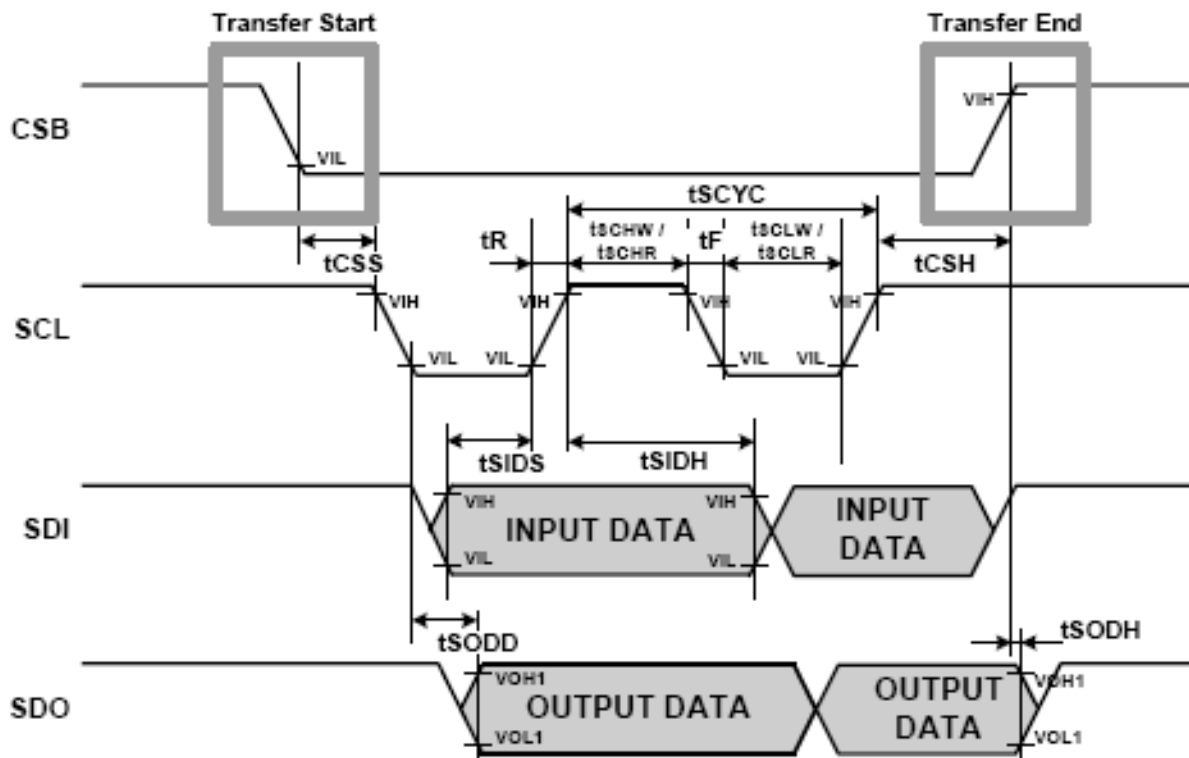 Transfer Start
Transfer End
CSB
VIL
VIH
tSCYC
tR
tSCHW /
tSCHR
tF
tSCLW /
tSCLR
tCSS
tCSH
SCL
VIH
VIH
VIH
VIH
VIL
VIL
VIL
VIL
tSIDS
tSIDH
SDI
VIH
VIL
INPUT DATA
VIH
VIL
INPUT
DATA
tSODD
tSODH
SDO
VOH1
VOL1
OUTPUT DATA
OUTPUT
DATA
VOH1
VOL1